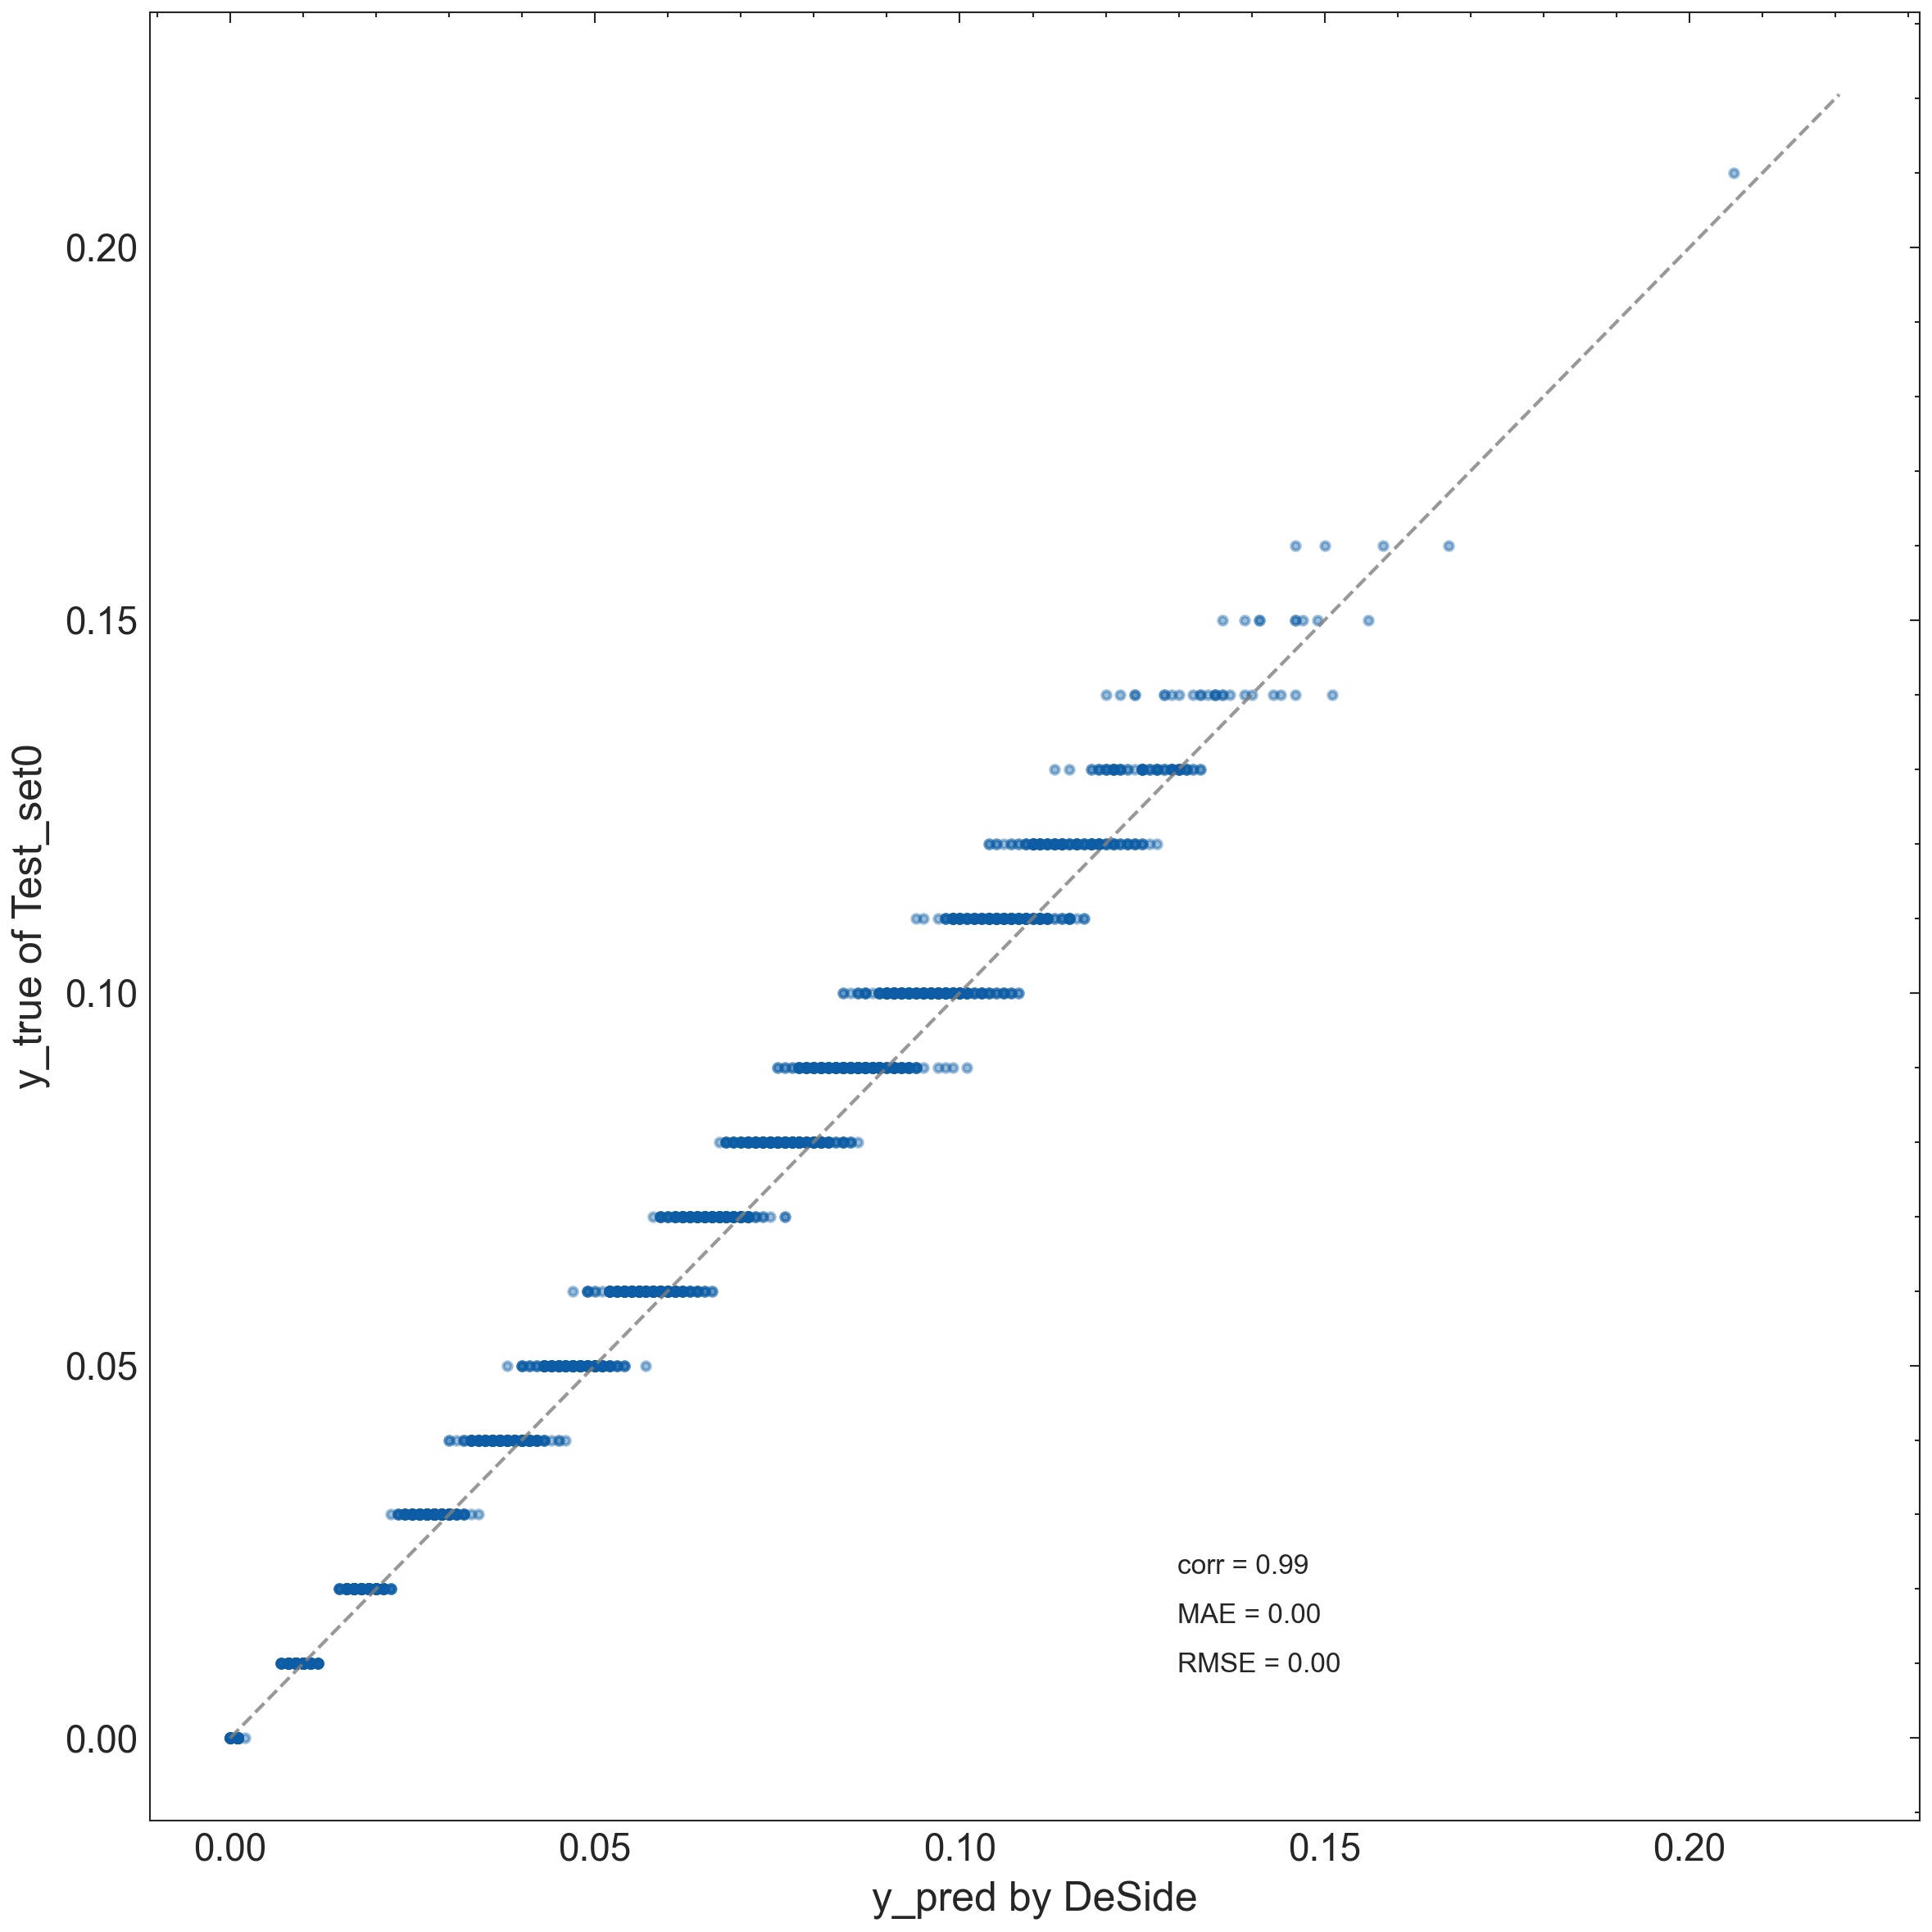 y_true of Test_set0
0.20
0.15
0.10
0.05
0.00
corr = 0.99
MAE = 0.00
RMSE = 0.00
0.00 0.05 0.10 0.15 0.20
y_pred by DeSide